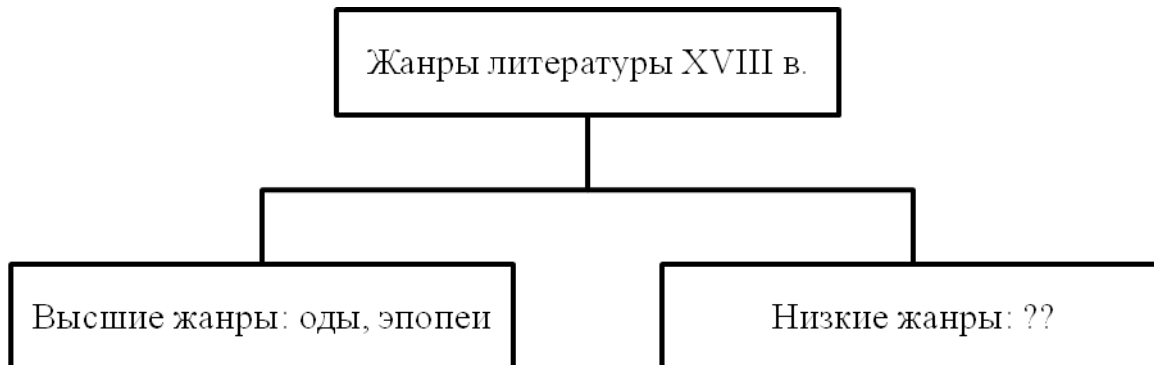 Жанры литературы XVIII в.
Высшие жанры: оды, эпопеи
Низкие жанры: ??